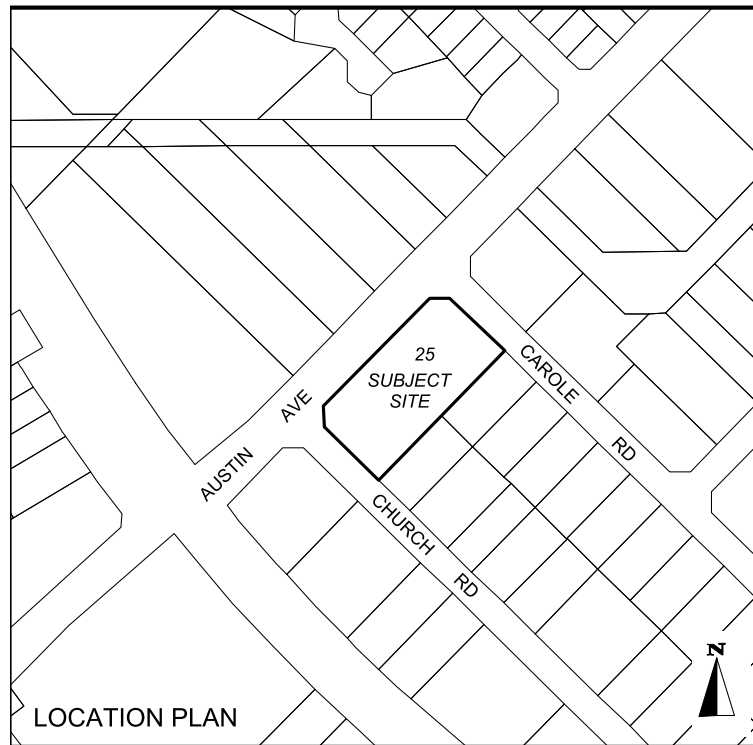 25
SUBJECT
SITE
AUSTIN AVE
CAROLE RD
CHURCH RD
N
LOCATION PLAN